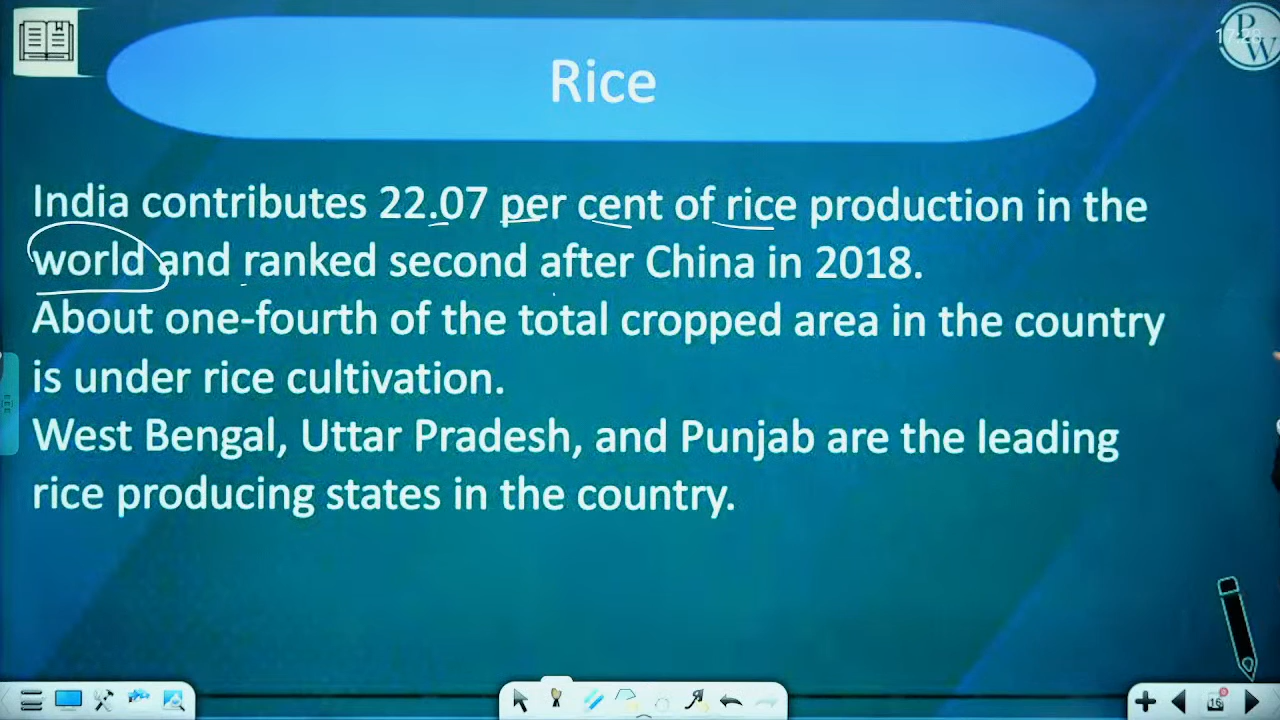 Rice
India contributes 22.07 per cent of rice production in the
world and ranked second after China in 2018.
About one-fourth of the total cropped area in the country
is under rice cultivation.
West Bengal, Uttar Pradesh, and Punjab are the leading
rice producing states in the country.
P
W
16